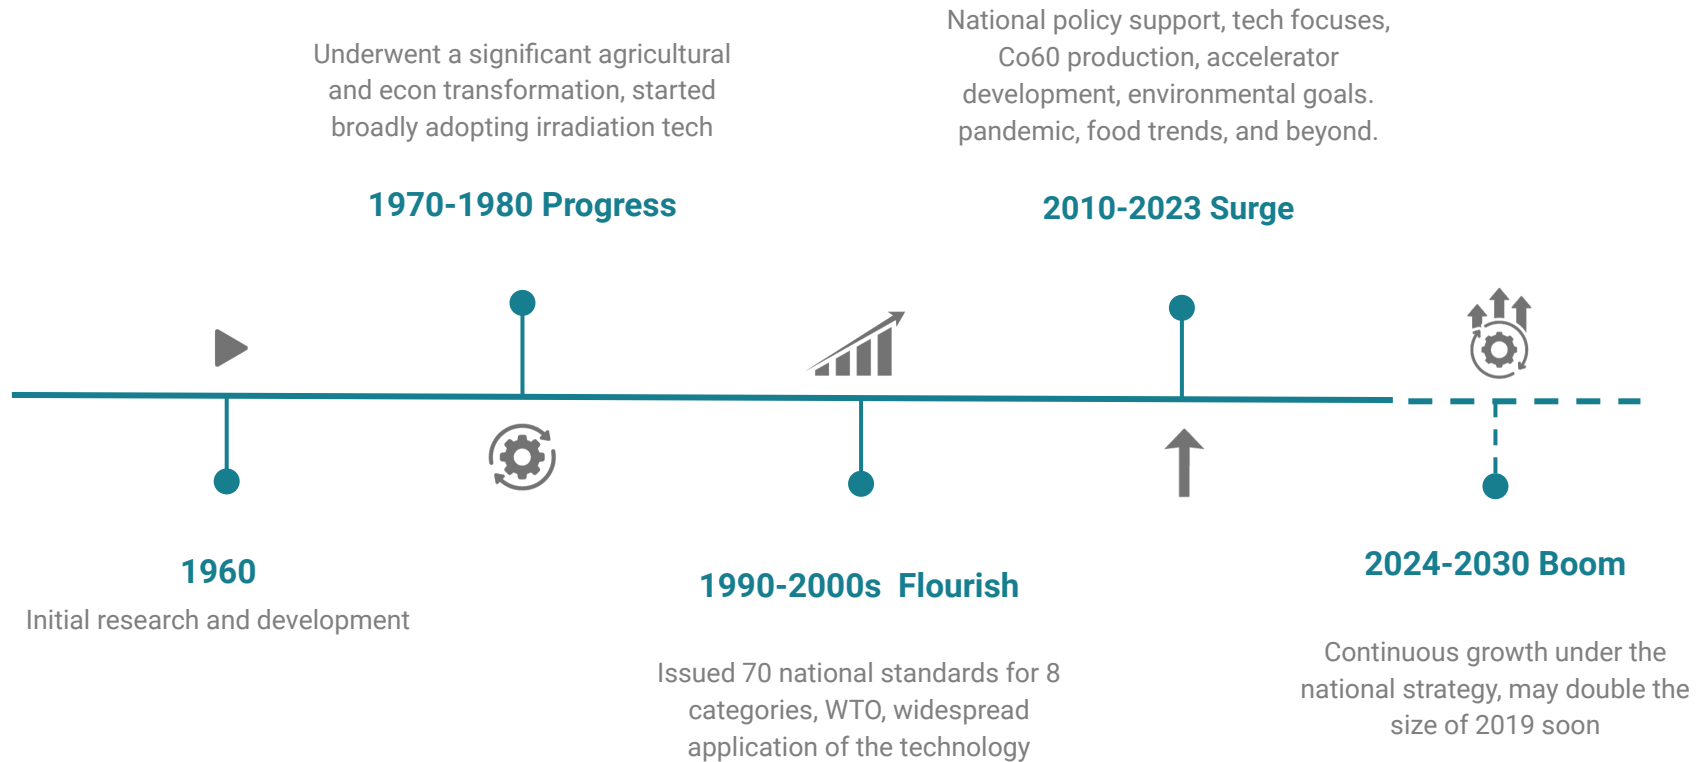 Underwent a significant agricultural
and econ transformation, started
broadly adopting irradiation tech
1970-1980 Progress
National policy support, tech focuses,
Co60 production, accelerator
development, environmental goals.
pandemic, food trends, and beyond.
2010-2023 Surge
1960
Initial research and development
1990-2000s  Flourish
Issued 70 national standards for 8
categories, WTO, widespread
application of the technology
2024-2030 Boom
Continuous growth under the
national strategy, may double the
size of 2019 soon